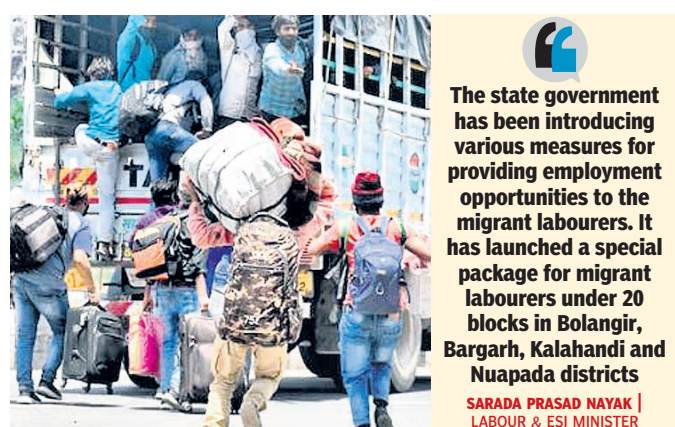 TATA
The state government
has been introducing
various measures for
providing employment
opportunities to the
migrant labourers. It
has launched a special
package for migrant
labourers under 20
blocks in Bolangir,
Bargarh, Kalahandi and
Nuapada districts
SARADA PRASAD NAYAK |
LABOUR & ESI MINISTER